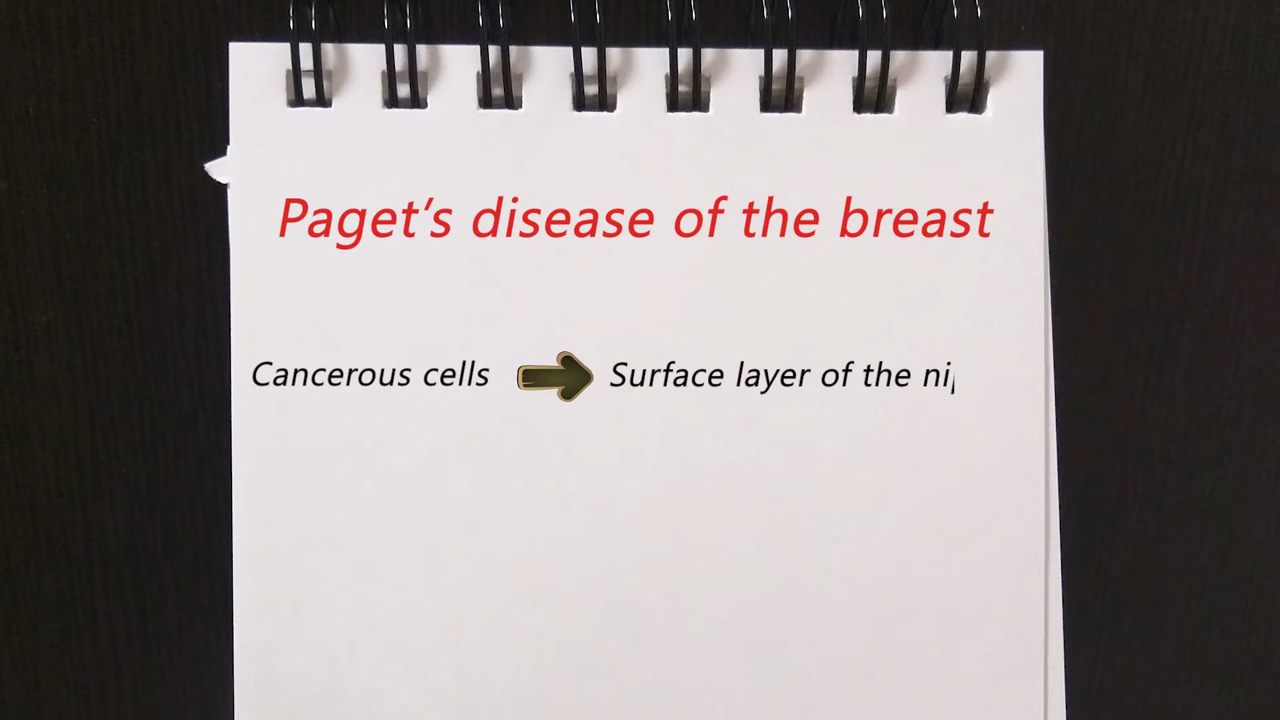 Paget's disease of the breast
Cancerous cells Surface layer of the